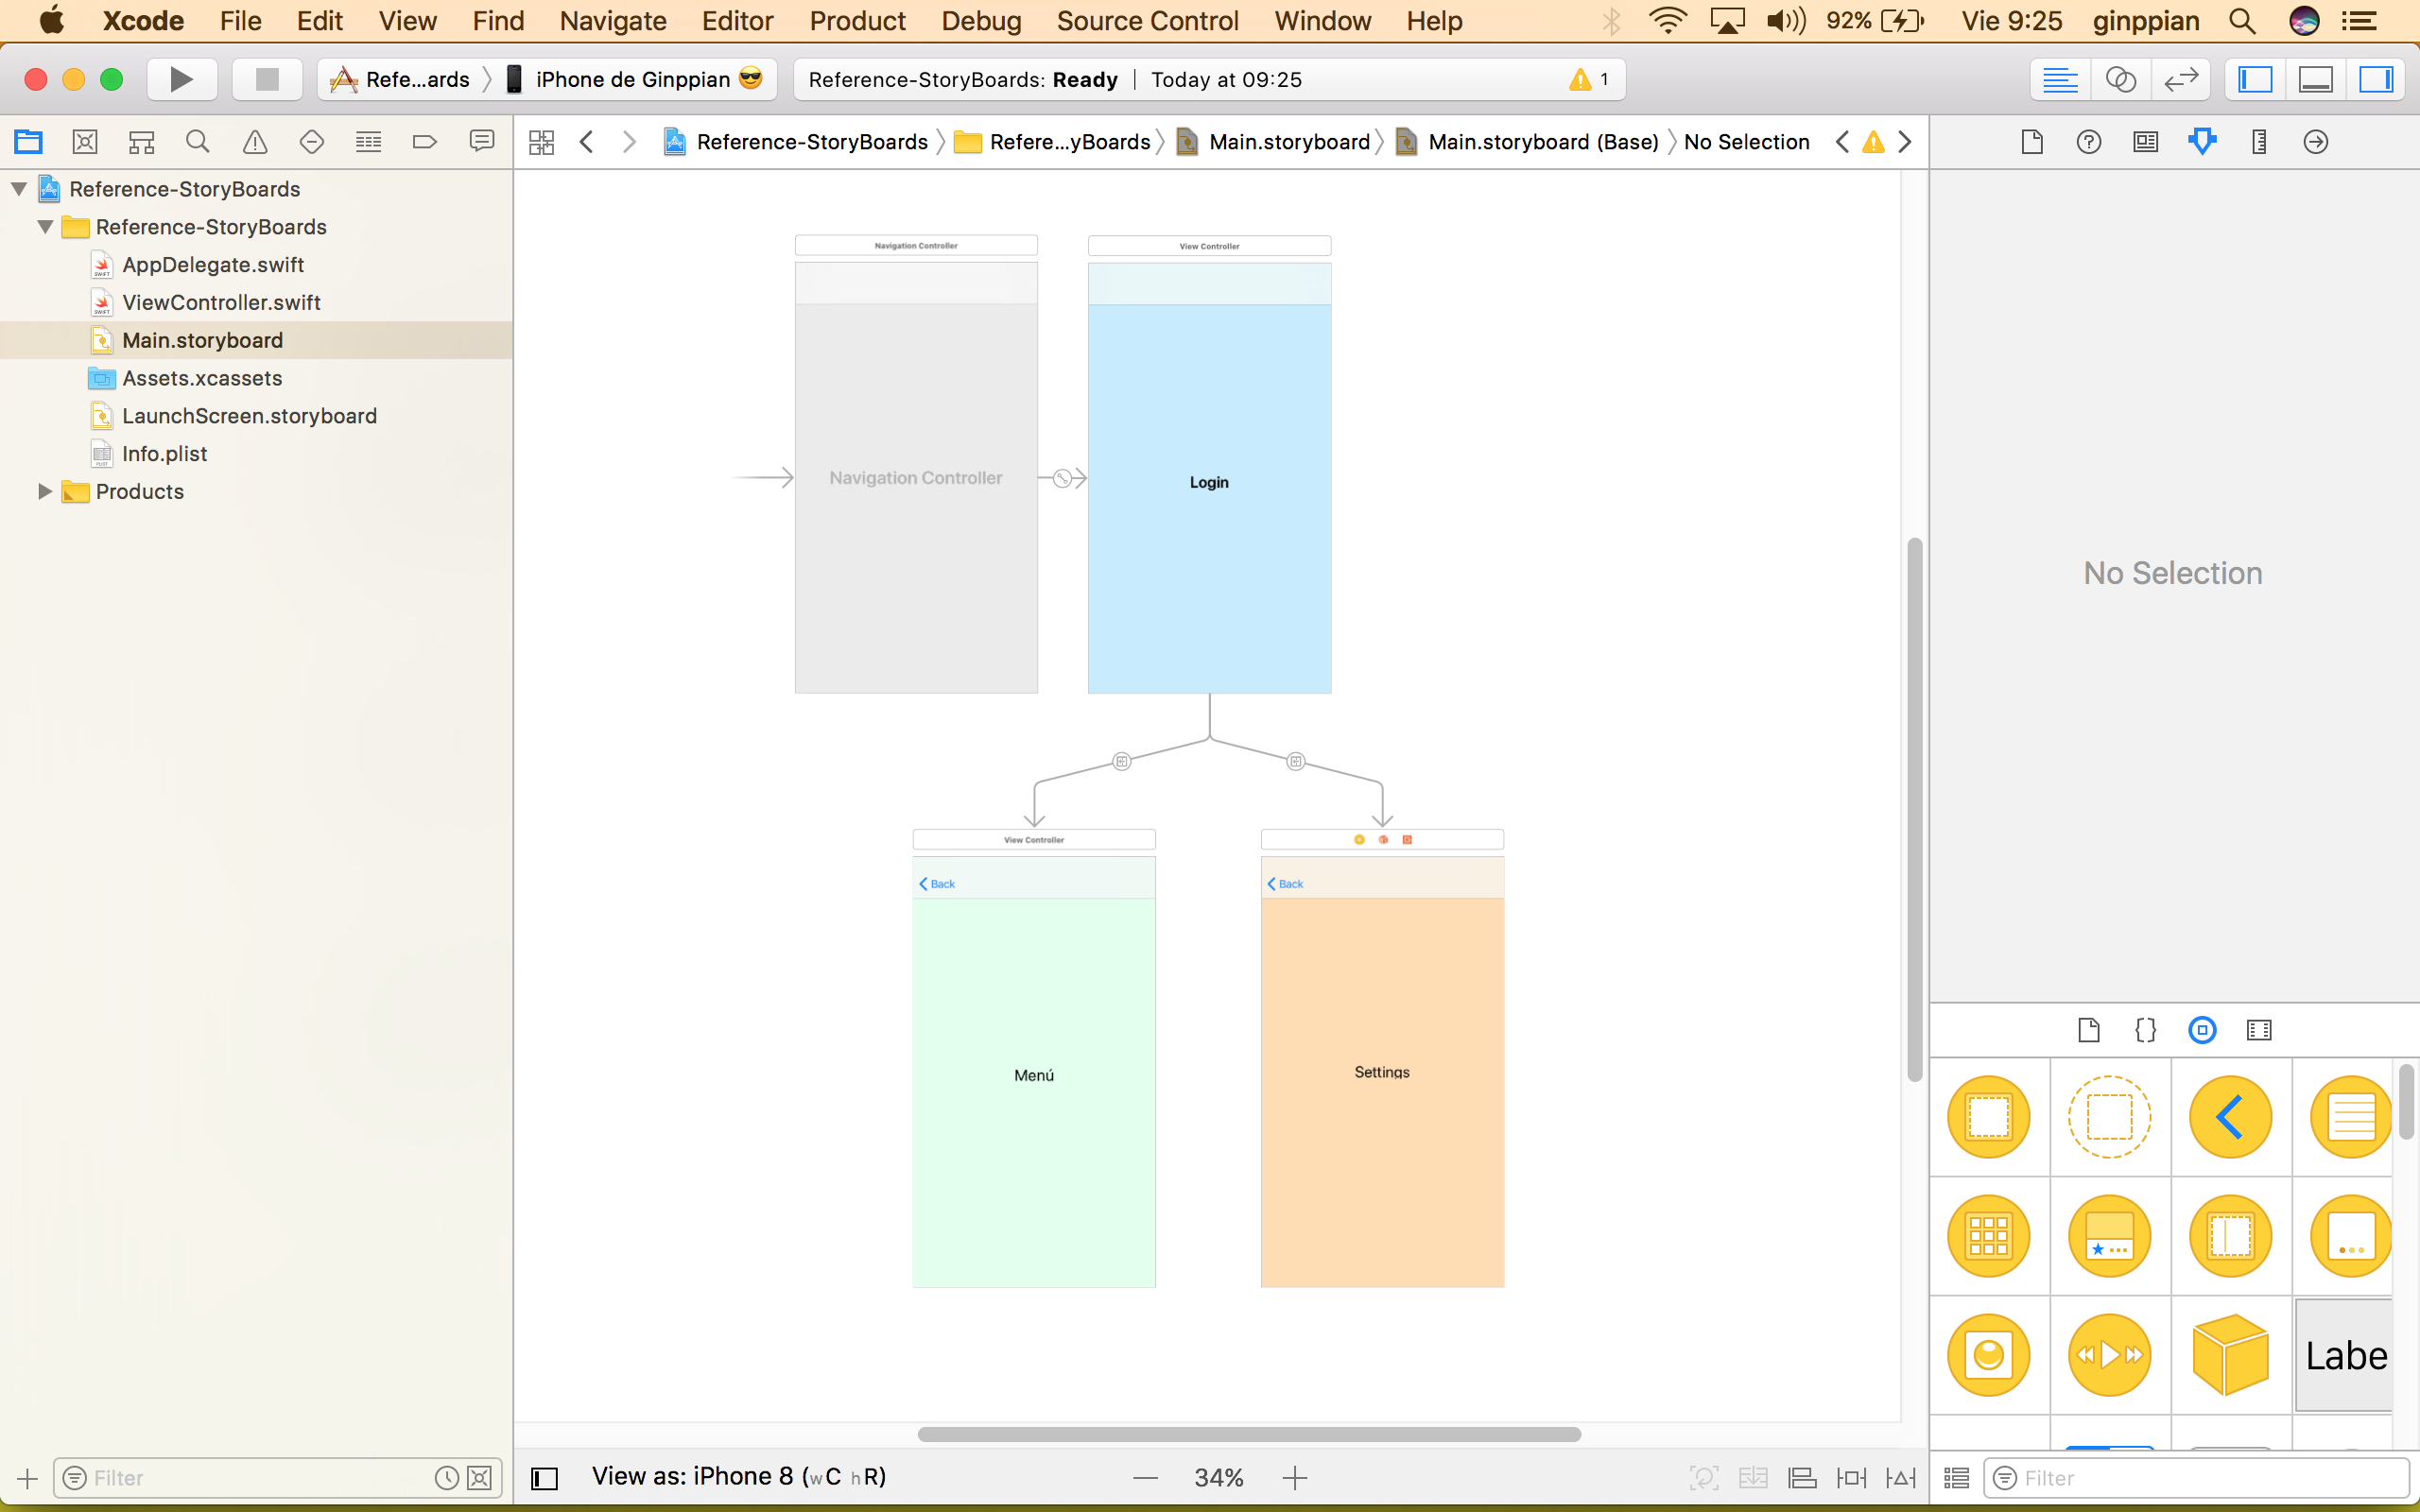 Xcode File Edit View Find Navigate Editor Product Debug Source Control Window Help 92% Vie 9:25 ginppian
Refe...ards iPhone de Ginppian 😎 Reference-StoryBoards: Ready Today at 09:25 1
Reference-StoryBoards Refere...yBoards Main.storyboard Main.storyboard (Base) No Selection
Reference-StoryBoards
Reference-StoryBoards
AppDelegate.swift
ViewController.swift
Main.storyboard
Assets.xcassets
LaunchScreen.storyboard
Info.plist
Products
Navigation Controller
View Controller
Navigation Controller
Login
View Controller
Back
Back
Menú
Settings
No Selection
Labe
Filter
View as: iPhone 8 (wC hR)
34%
Filter